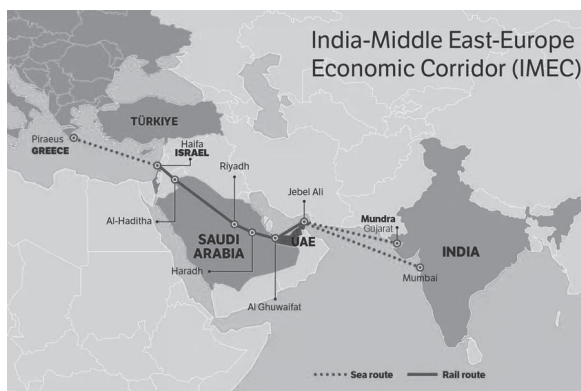 India-Middle East-Europe
Economic Corridor (IMEC)
TÜRKIYE
Piraeus
GREECE
Haifa
ISRAEL
Riyadh
Jebel Ali
Al-Haditha
Mundra
Gujarat
SAUDI
ARABIA
UAE
INDIA
Haradh
Mumbai
Al Ghuwaifat
Sea route
Rail route